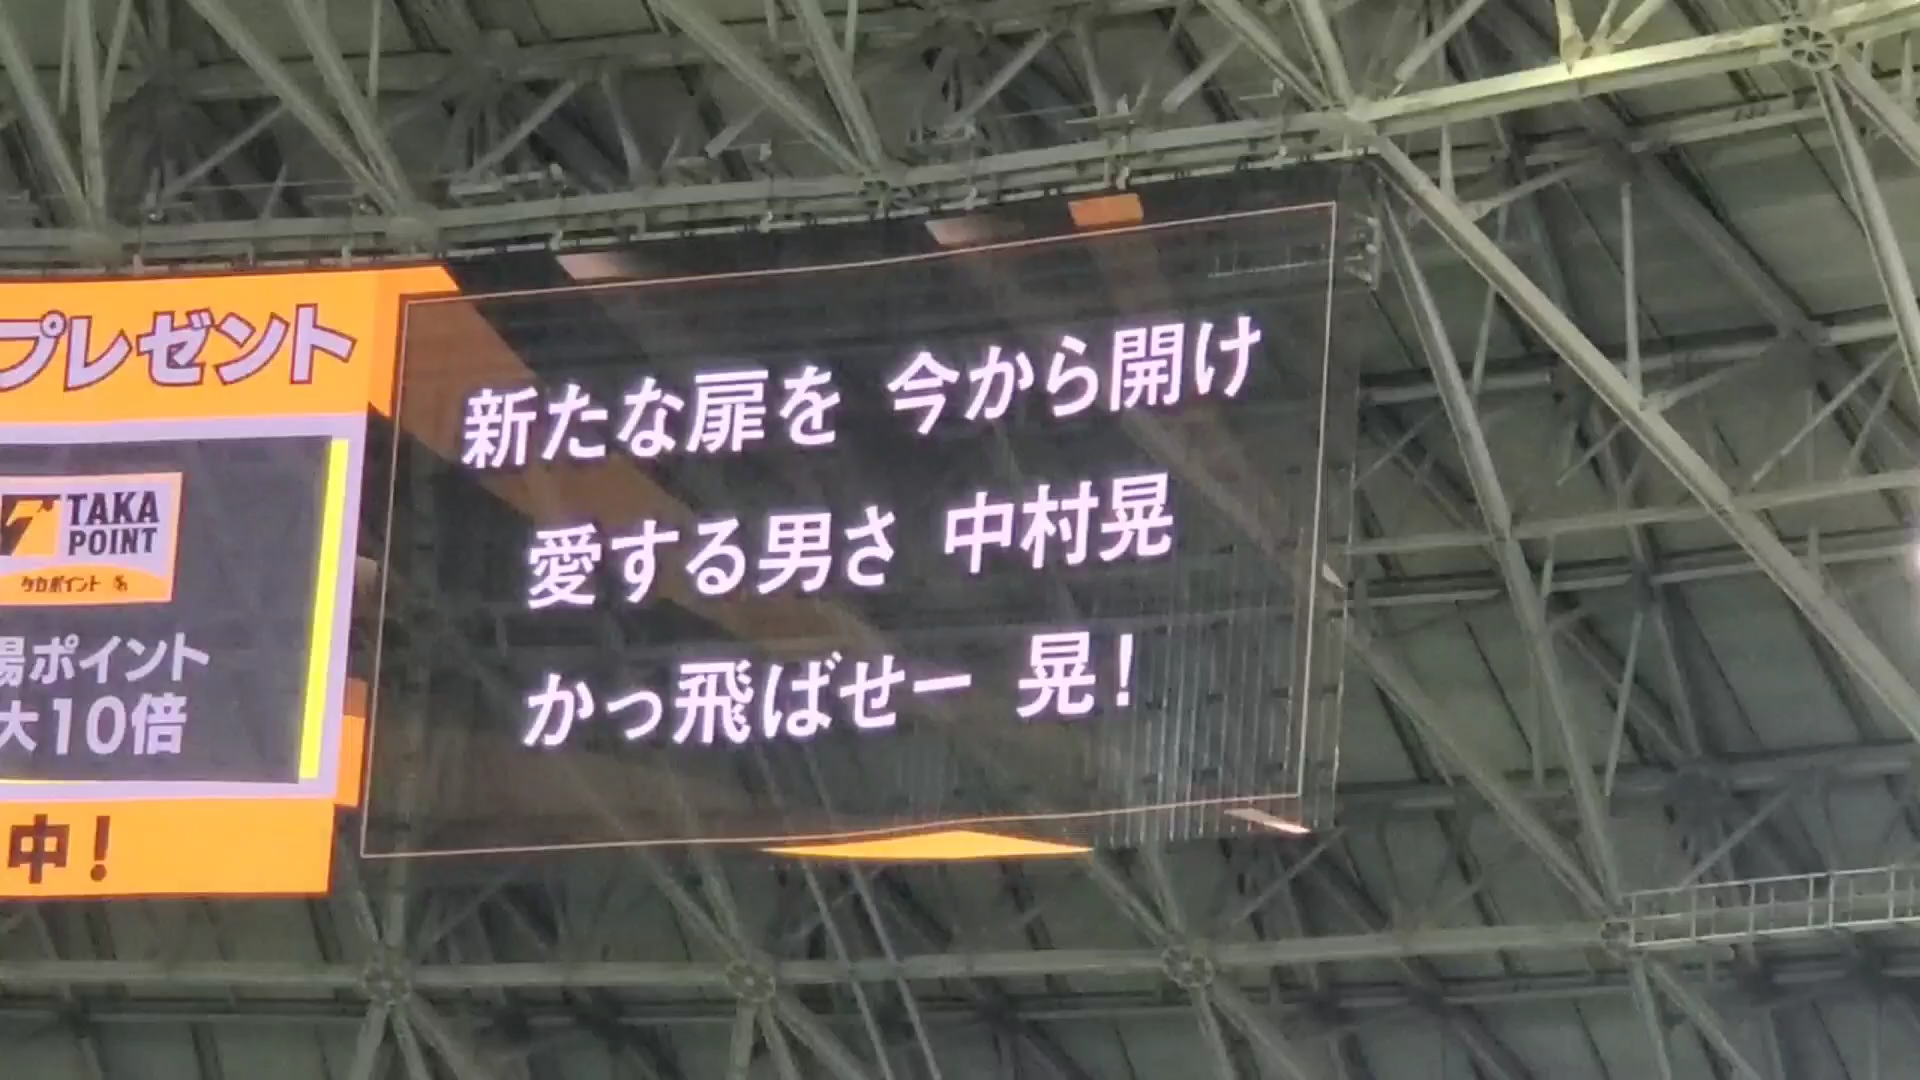 プレゼント
TAKA
POINT
タカポイント
場ポイント
大10倍
中！
新たな扉を 今から開け
愛する男さ 中村晃
かっ飛ばせー 晃！